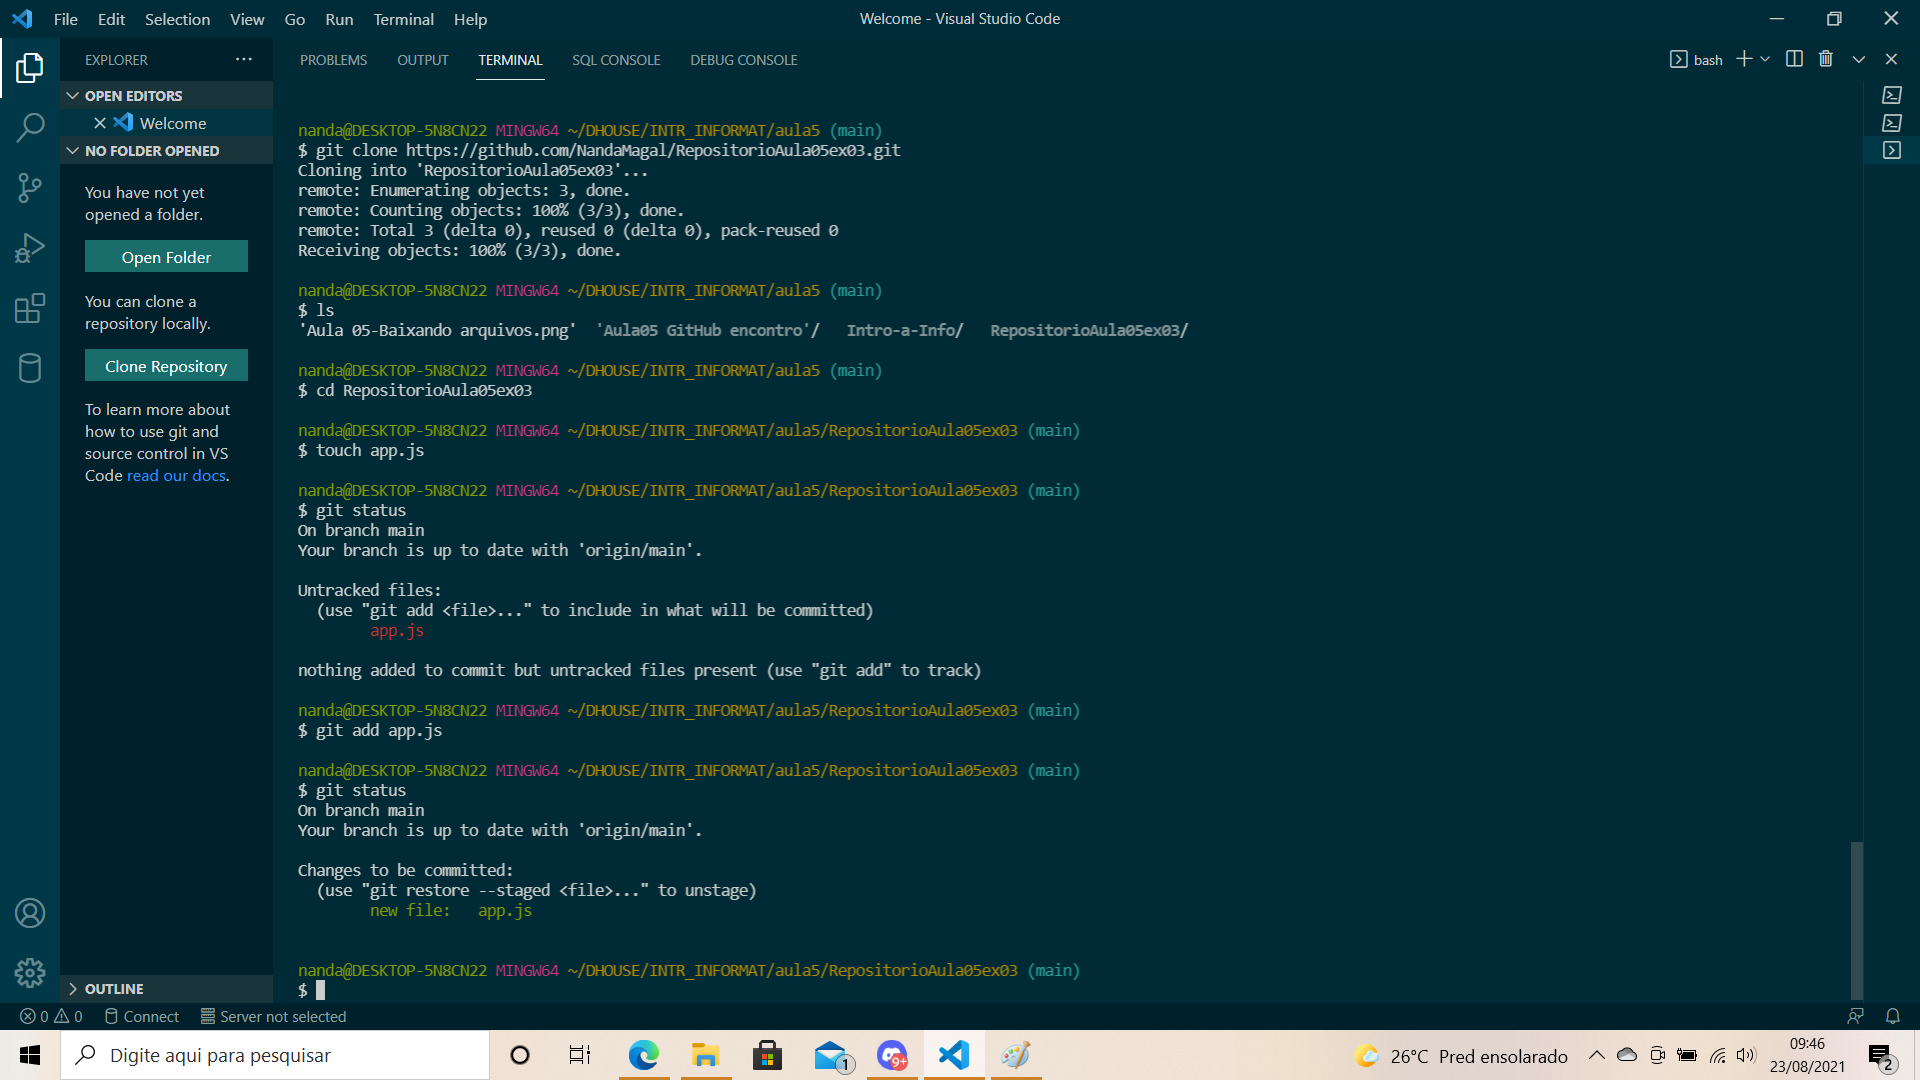 File Edit Selection View Go Run Terminal Help
Welcome - Visual Studio Code
EXPLORER
OPEN EDITORS
Welcome
NO FOLDER OPENED
You have not yet
opened a folder.
Open Folder
You can clone a
repository locally.
Clone Repository
To learn more about
how to use git and
source control in VS
Code read our docs.
OUTLINE
PROBLEMS OUTPUT TERMINAL SQL CONSOLE DEBUG CONSOLE
bash
nanda@DESKTOP-5N8CN22 MINGW64 ~/DHOUSE/INTR_INFORMAT/aula5 (main)
$ git clone https://github.com/NandaMagal/RepositorioAula05ex03.git
Cloning into 'RepositorioAula05ex03'...
remote: Enumerating objects: 3, done.
remote: Counting objects: 100% (3/3), done.
remote: Total 3 (delta 0), reused 0 (delta 0), pack-reused 0
Receiving objects: 100% (3/3), done.
nanda@DESKTOP-5N8CN22 MINGW64 ~/DHOUSE/INTR_INFORMAT/aula5 (main)
$ ls
'Aula 05-Baixando arquivos.png' 'Aula05 GitHub encontro'/ Intro-a-Info/ RepositorioAula05ex03/
nanda@DESKTOP-5N8CN22 MINGW64 ~/DHOUSE/INTR_INFORMAT/aula5 (main)
$ cd RepositorioAula05ex03
nanda@DESKTOP-5N8CN22 MINGW64 ~/DHOUSE/INTR_INFORMAT/aula5/RepositorioAula05ex03 (main)
$ touch app.js
nanda@DESKTOP-5N8CN22 MINGW64 ~/DHOUSE/INTR_INFORMAT/aula5/RepositorioAula05ex03 (main)
$ git status
On branch main
Your branch is up to date with 'origin/main'.
Untracked files:
(use "git add <file>..." to include in what will be committed)
app.js
nothing added to commit but untracked files present (use "git add" to track)
nanda@DESKTOP-5N8CN22 MINGW64 ~/DHOUSE/INTR_INFORMAT/aula5/RepositorioAula05ex03 (main)
$ git add app.js
nanda@DESKTOP-5N8CN22 MINGW64 ~/DHOUSE/INTR_INFORMAT/aula5/RepositorioAula05ex03 (main)
$ git status
On branch main
Your branch is up to date with 'origin/main'.
Changes to be committed:
(use "git restore --staged <file>..." to unstage)
new file: app.js
nanda@DESKTOP-5N8CN22 MINGW64 ~/DHOUSE/INTR_INFORMAT/aula5/RepositorioAula05ex03 (main)
$
0 0 Connect Server not selected
Digite aqui para pesquisar
1
9+
26°C Pred ensolarado
09:46
23/08/2021
2